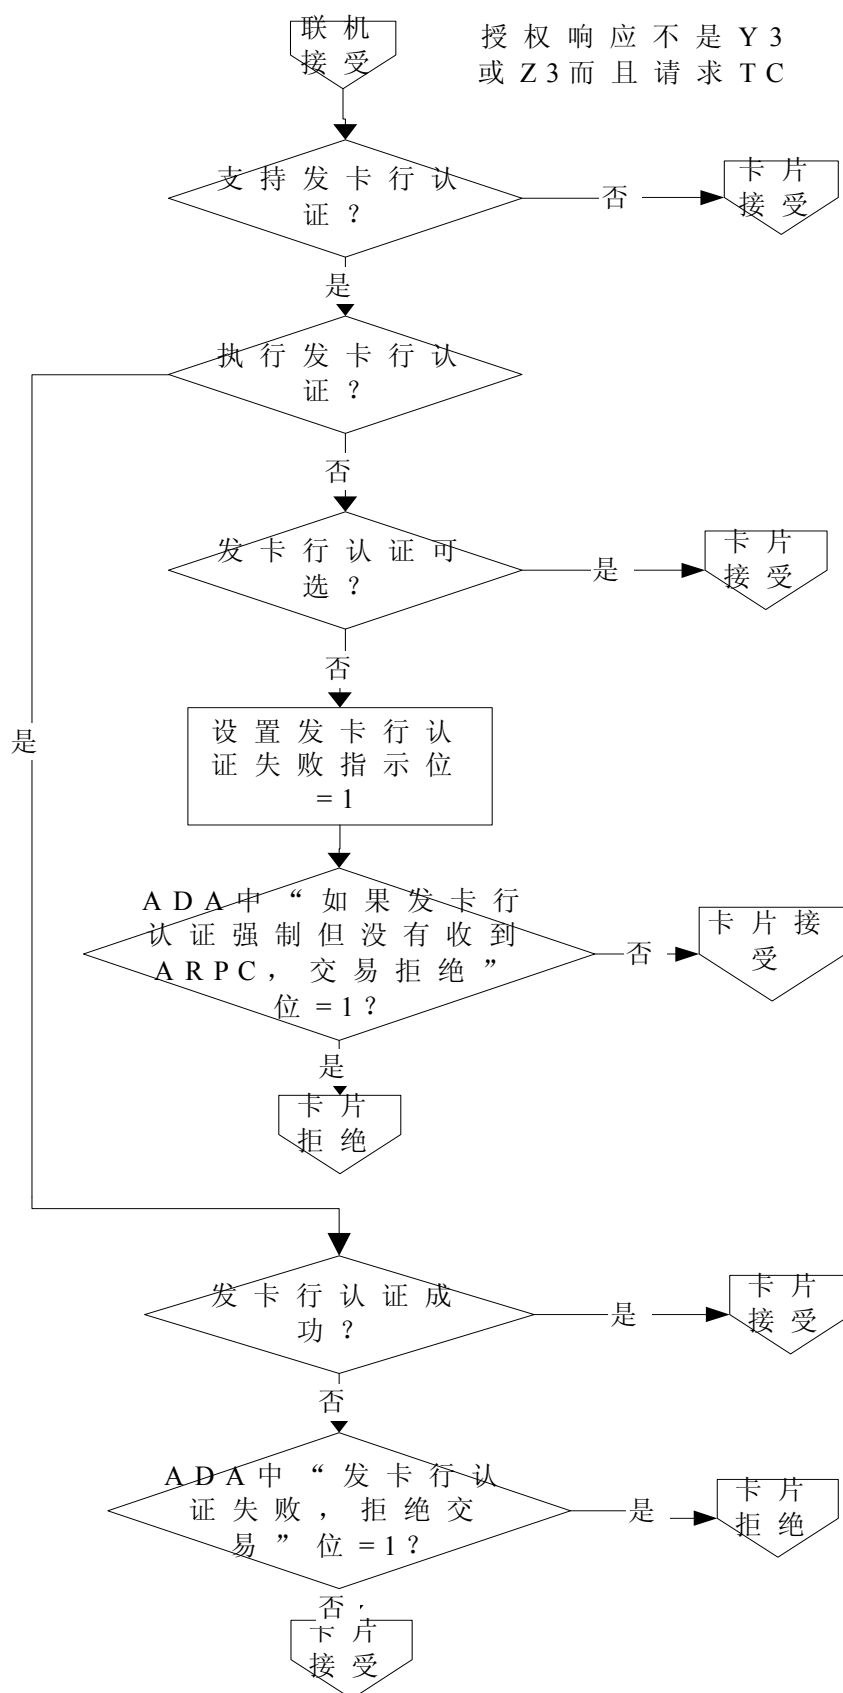 联机
接受
授权响应不是Y3
或Z3而且请求TC
支持发卡行认
证？
否
卡片
接受
是
执行发卡行认
证？
否
发卡行认证可
选？
是
卡片
接受
否
设置发卡行认
证失败指示位
=1
是
ADA中“如果发卡行
认证强制但没有收到
ARPC，交易拒绝”
位=1？
否
卡片接
受
是
卡片
拒绝
发卡行认证成
功？
是
卡片
接受
否
ADA中“发卡行认
证失败，拒绝交
易”位=1？
是
卡片
拒绝
否
卡片
接受